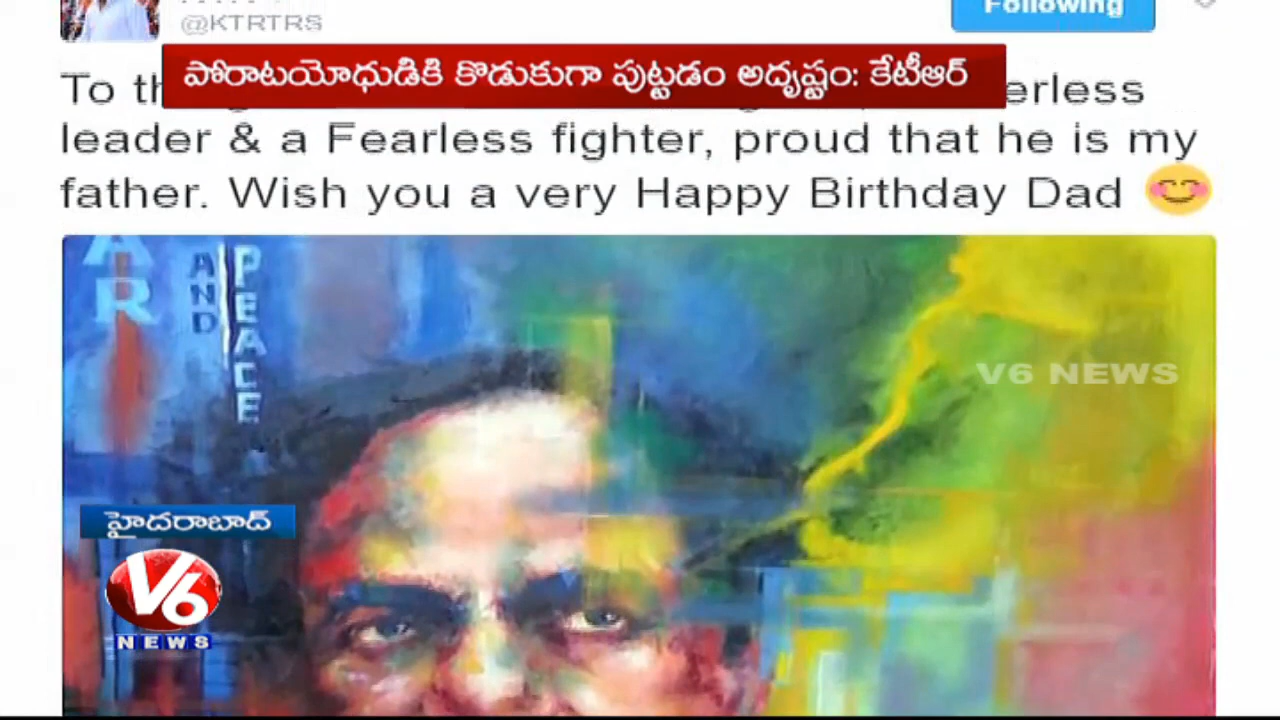 @KTRTRS
Following
పోరాటయోధుడికి కొడుకుగా పుట్టడం అదృష్టం: కేటీఆర్
To th erless
leader & a Fearless fighter, proud that he is my
father. Wish you a very Happy Birthday Dad 😊
AR
AND
PEACE
V6 NEWS
హైదరాబాద్
V6
NEWS